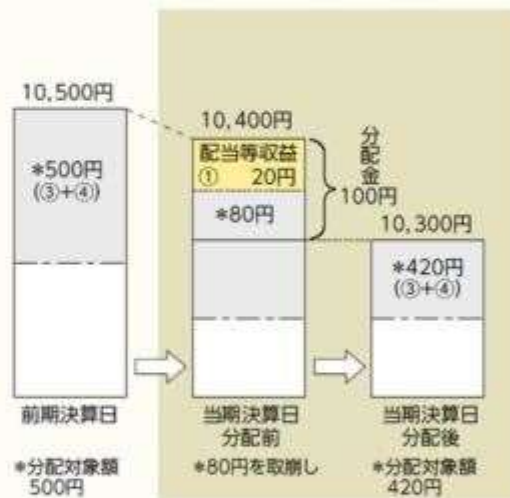 10,500円
*500円
(③+④)
前期決算日
*分配対象額
500円
10,400円
配当等収益
① 20円
*80円
分配金
100円
当期決算日
分配前
*80円を取崩し
10,300円
*420円
(③+④)
当期決算日
分配後
*分配対象額
420円